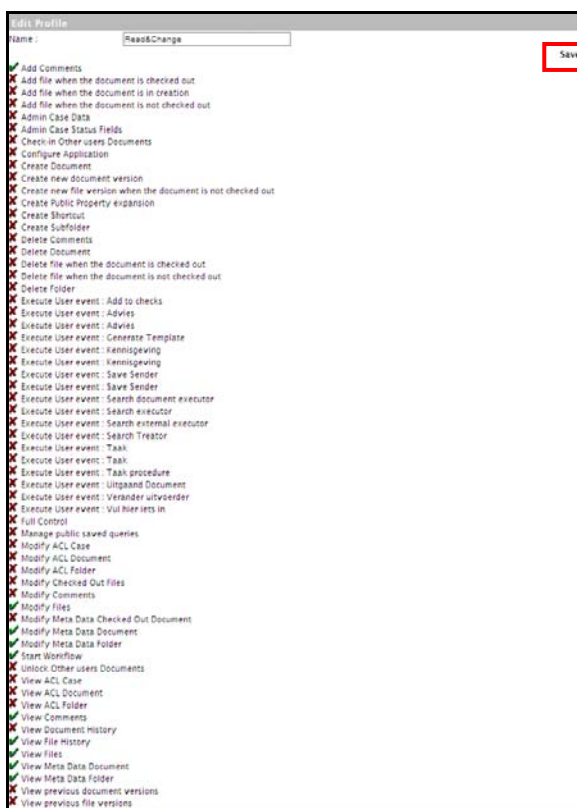 Edit Profile
Name : Read&Change
Save
Add Comments
Add file when the document is checked out
Add file when the document is in creation
Add file when the document is not checked out
Admin Case Data
Admin Case Status Fields
Check-in Other users Documents
Configure Application
Create Document
Create new document version
Create new file version when the document is not checked out
Create Public Property expansion
Create Shortcut
Create Subfolder
Delete Comments
Delete Document
Delete file when the document is checked out
Delete file when the document is not checked out
Delete Folder
Execute User event : Add to checks
Execute User event : Advies
Execute User event : Advies
Execute User event : Generate Template
Execute User event : Kennisgeving
Execute User event : Kennisgeving
Execute User event : Save Sender
Execute User event : Save Sender
Execute User event : Search document executor
Execute User event : Search executor
Execute User event : Search external executor
Execute User event : Search Treator
Execute User event : Taak
Execute User event : Taak
Execute User event : Taak procedure
Execute User event : Uitgaand Document
Execute User event : Verander uitvoerder
Execute User event : Vul hier iets in
Full Control
Manage public saved queries
Modify ACL Case
Modify ACL Document
Modify ACL Folder
Modify Checked Out Files
Modify Comments
Modify Files
Modify Meta Data Checked Out Document
Modify Meta Data Document
Modify Meta Data Folder
Start Workflow
Unlock Other users Documents
View ACL Case
View ACL Document
View ACL Folder
View Comments
View Document History
View File History
View Files
View Meta Data Document
View Meta Data Folder
View previous document versions
View previous file versions